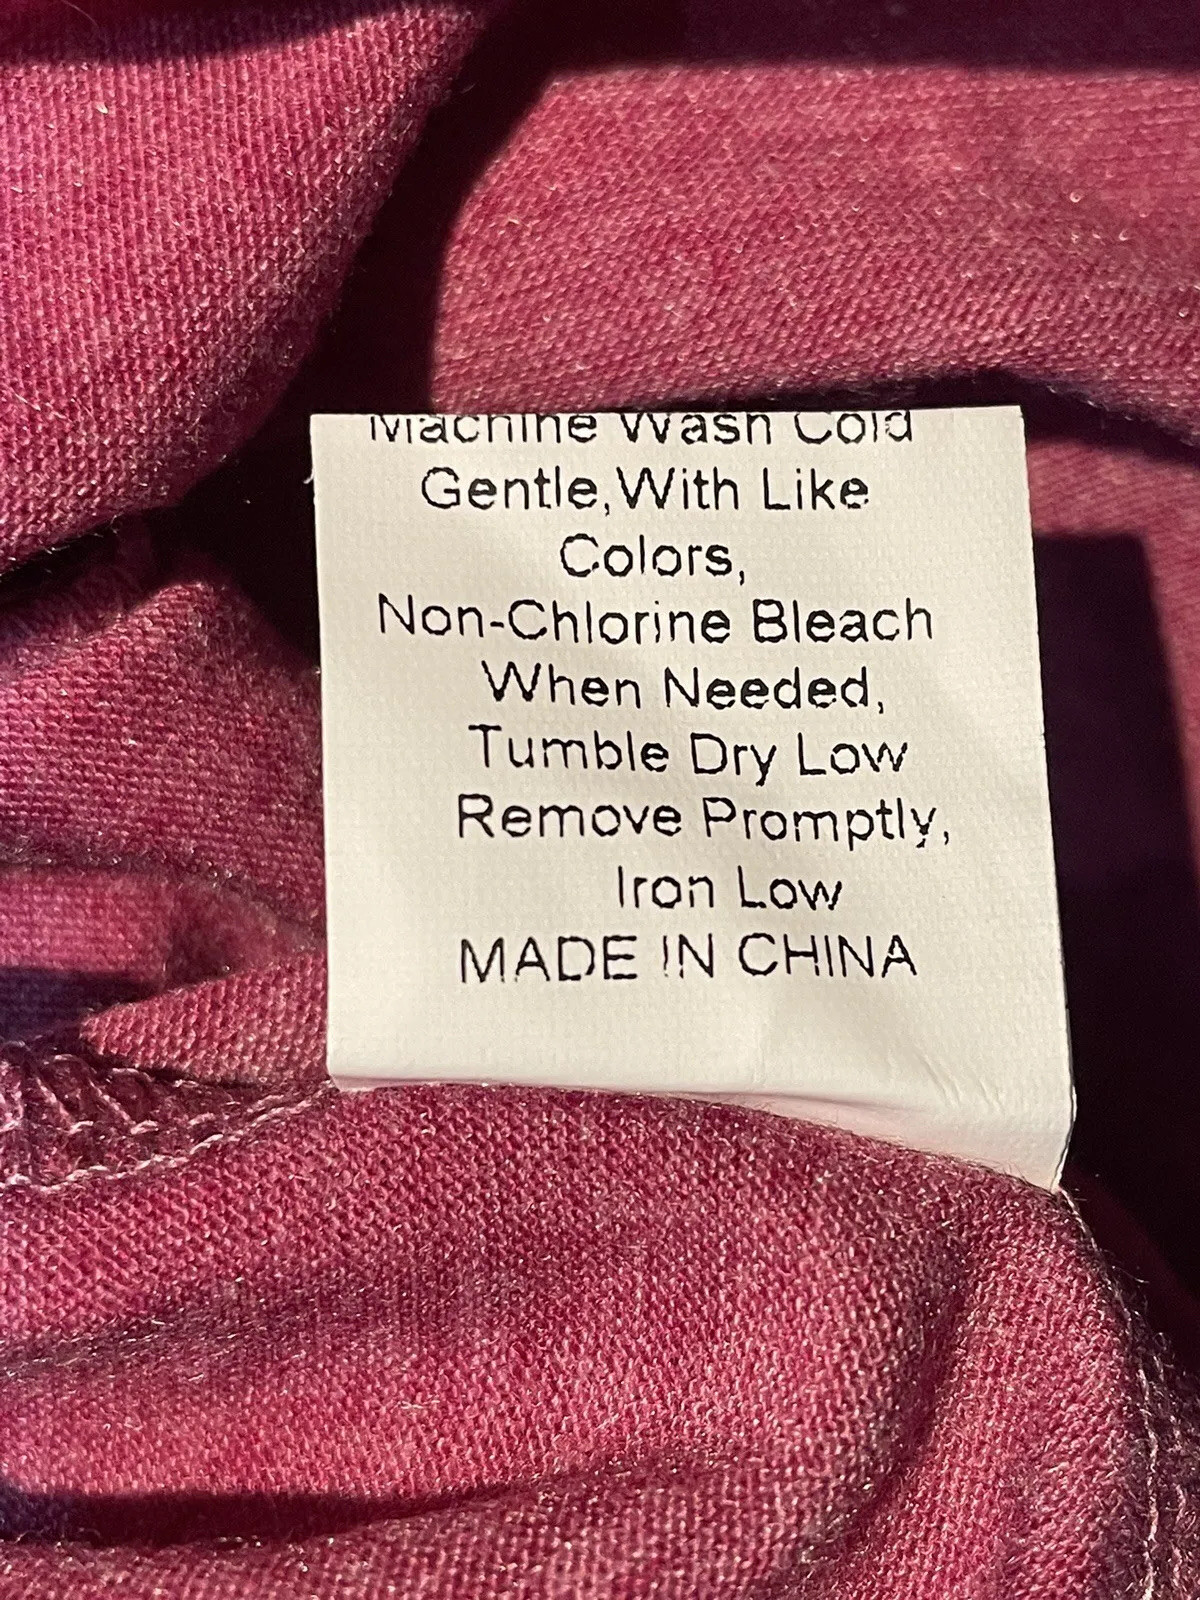 Machine Wash Cold
Gentle,With Like
Colors,
Non-Chlorine Bleach
When Needed,
Tumble Dry Low
Remove Promptly,
Iron Low
MADE IN CHINA